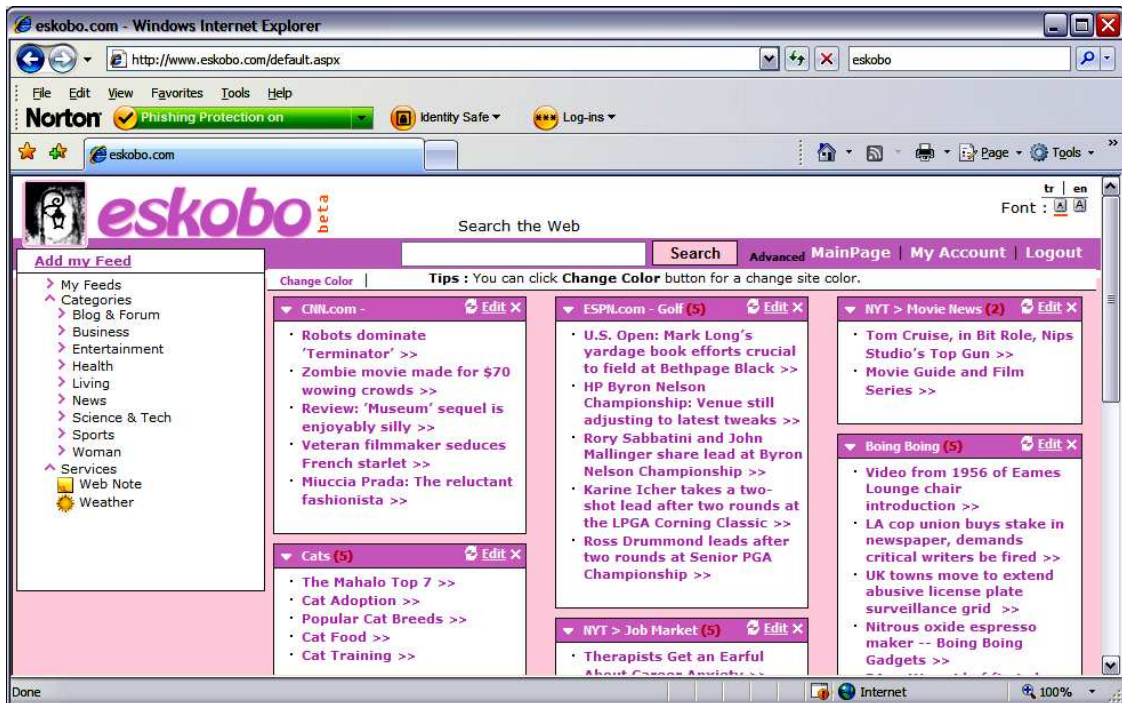 eskobo.com - Windows Internet Explorer
http://www.eskobo.com/default.aspx
eskobo
File Edit View Favorites Tools Help
Norton Phishing Protection on Identity Safe Log-ins
eskobo.com
Page Tools »
eskobo beta
tr | en
Font : A A
Search the Web
Search Advanced MainPage | My Account | Logout
Add my Feed
My Feeds
Categories
Blog & Forum
Business
Entertainment
Health
Living
News
Science & Tech
Sports
Woman
Services
Web Note
Weather
Change Color |
Tips : You can click Change Color button for a change site color.
CNN.com - Edit X
· Robots dominate
'Terminator' >>
· Zombie movie made for $70
wowing crowds >>
· Review: 'Museum' sequel is
enjoyably silly >>
· Veteran filmmaker seduces
French starlet >>
· Miuccia Prada: The reluctant
fashionista >>
Cats (5) Edit X
· The Mahalo Top 7 >>
· Cat Adoption >>
· Popular Cat Breeds >>
· Cat Food >>
· Cat Training >>
ESPN.com - Golf (5) Edit X
· U.S. Open: Mark Long's
yardage book efforts crucial
to field at Bethpage Black >>
· HP Byron Nelson
Championship: Venue still
adjusting to latest tweaks >>
· Rory Sabbatini and John
Mallinger share lead at Byron
Nelson Championship >>
· Karine Icher takes a two-
shot lead after two rounds at
the LPGA Corning Classic >>
· Ross Drummond leads after
two rounds at Senior PGA
Championship >>
NYT > Job Market (5) Edit X
· Therapists Get an Earful
About Career Anxiety >>
NYT > Movie News (2) Edit X
· Tom Cruise, in Bit Role, Nips
Studio's Top Gun >>
· Movie Guide and Film
Series >>
Boing Boing (5) Edit X
· Video from 1956 of Eames
Lounge chair
introduction >>
· LA cop union buys stake in
newspaper, demands
critical writers be fired >>
· UK towns move to extend
abusive license plate
surveillance grid >>
· Nitrous oxide espresso
maker -- Boing Boing
Gadgets >>
Done
Internet
100%